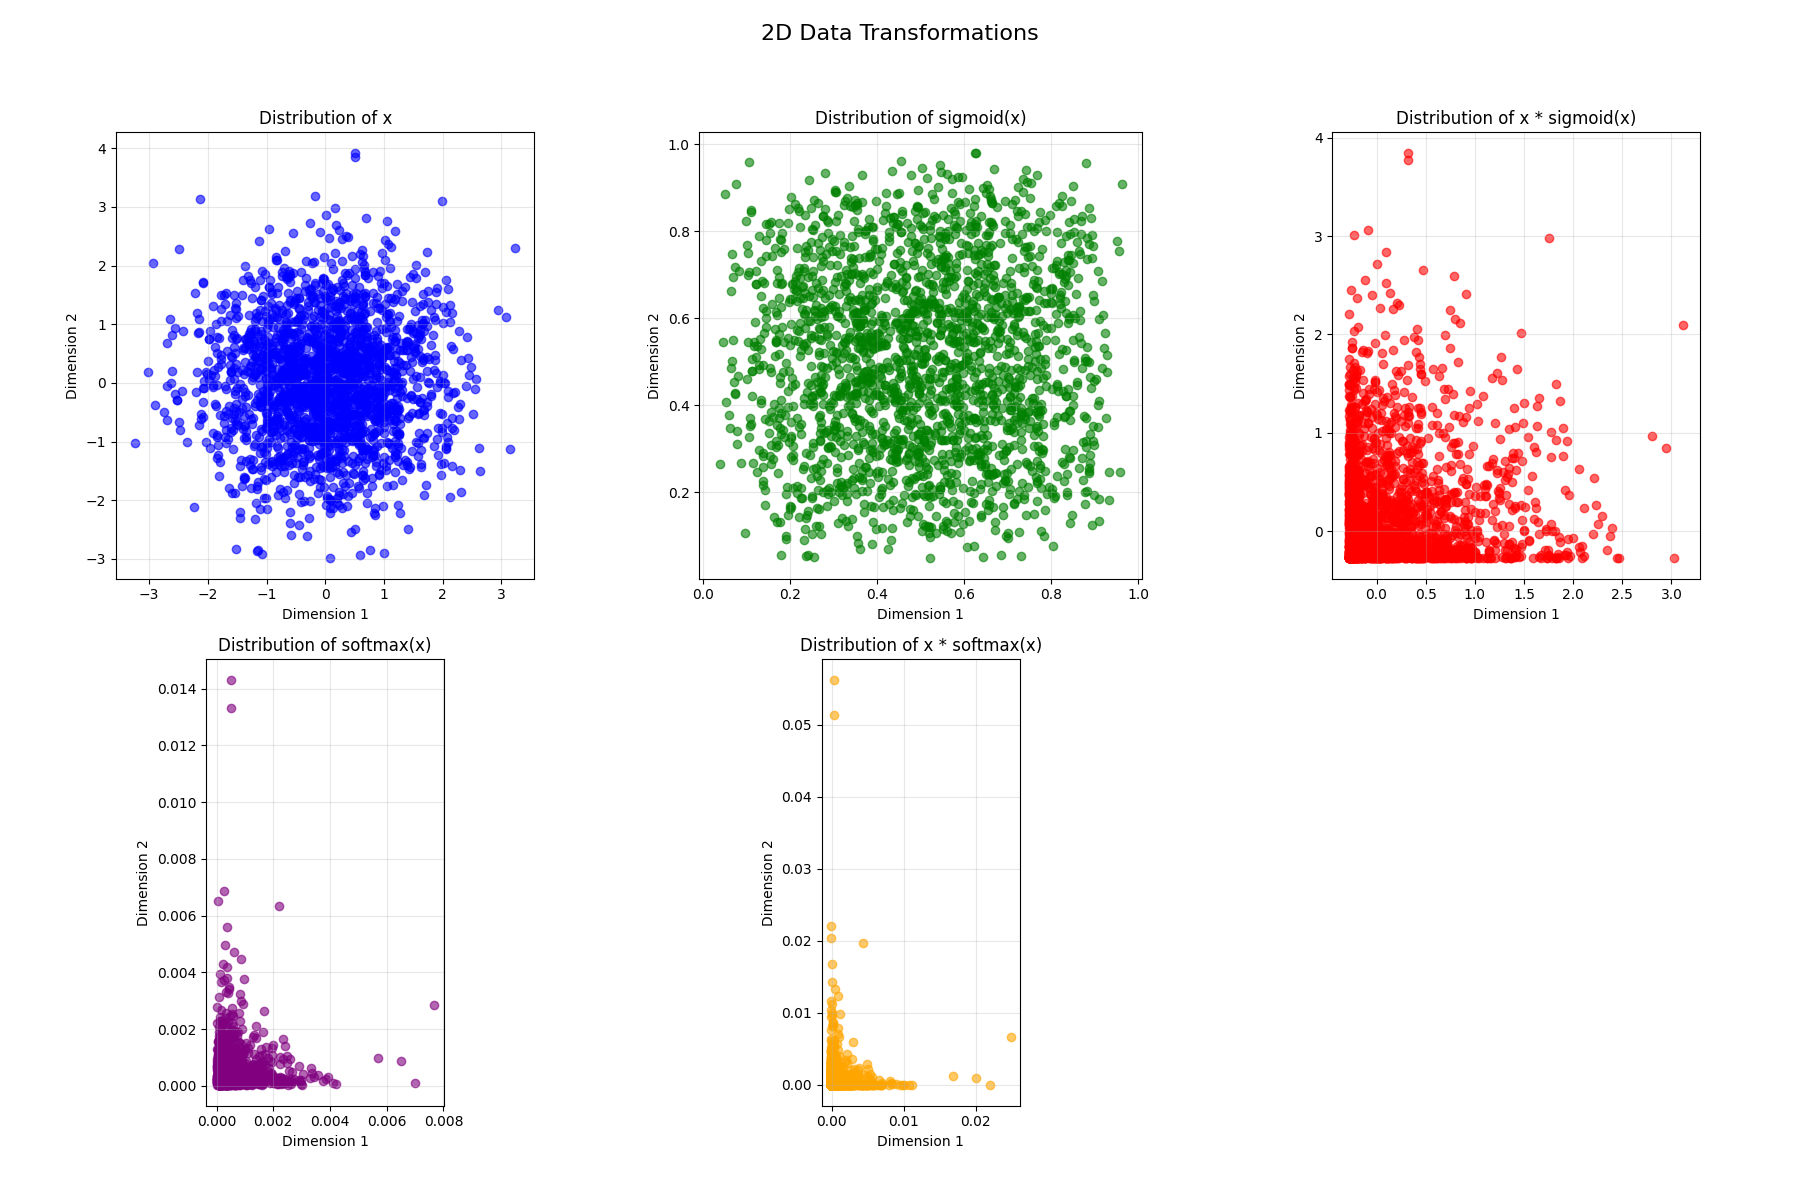 2D Data Transformations
Distribution of x
4
3
2
1
0
−1
−2
−3
Dimension 2
−3 −2 −1 0 1 2 3
Dimension 1
Distribution of sigmoid(x)
1.0
0.8
0.6
0.4
0.2
Dimension 2
0.0 0.2 0.4 0.6 0.8 1.0
Dimension 1
Distribution of x * sigmoid(x)
4
3
2
1
0
Dimension 2
0.0 0.5 1.0 1.5 2.0 2.5 3.0
Dimension 1
Distribution of softmax(x)
0.014
0.012
0.010
0.008
0.006
0.004
0.002
0.000
Dimension 2
0.000 0.002 0.004 0.006 0.008
Dimension 1
Distribution of x * softmax(x)
0.05
0.04
0.03
0.02
0.01
0.00
Dimension 2
0.00 0.01 0.02
Dimension 1